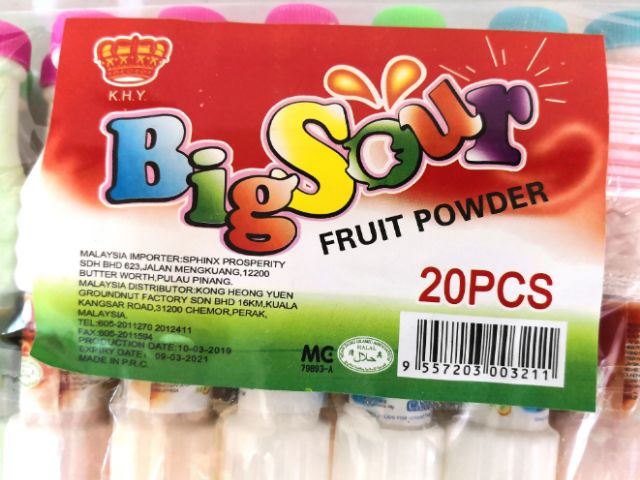 K.H.Y.
Big Sour
FRUIT POWDER
MALAYSIA IMPORTER:SPHINX PROSPERITY
SDH BHD 623,JALAN MENGKUANG,12200
BUTTER WORTH,PULAU PINANG.
MALAYSIA DISTRIBUTOR:KONG HEONG YUEN
GROUNDNUT FACTORY SDN BHD 16KM,KUALA
KANGSAR ROAD,31200 CHEMOR,PERAK,
MALAYSIA.
TEL:605-2011270 2012411
FAX:605-2011594
PRODUCTION DATE:10-03-2019
EXPIRY DATE: 09-03-2021
MADE IN P.R.C.
20PCS
MC
79893-A
HALAL
حلال
9 557203 003211